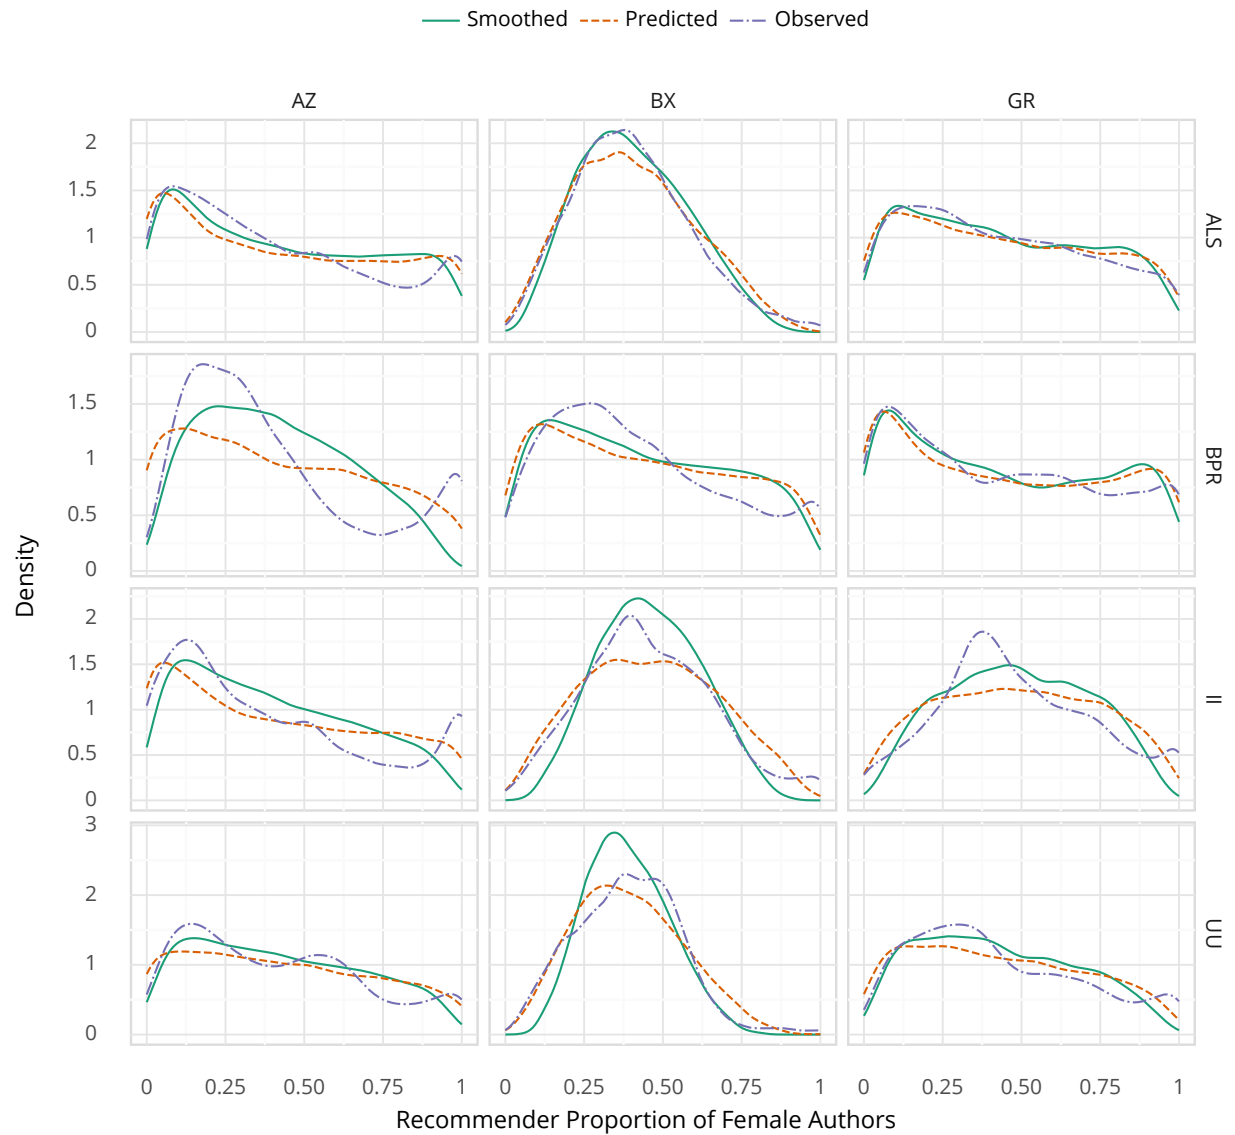 Smoothed Predicted Observed
AZ BX GR
2
1.5
1
0.5
0
ALS
1.5
1
0.5
0
BPR
Density
2
1.5
1
0.5
0
II
3
2
1
0
UU
0 0.25 0.50 0.75 1 0 0.25 0.50 0.75 1 0 0.25 0.50 0.75 1
Recommender Proportion of Female Authors